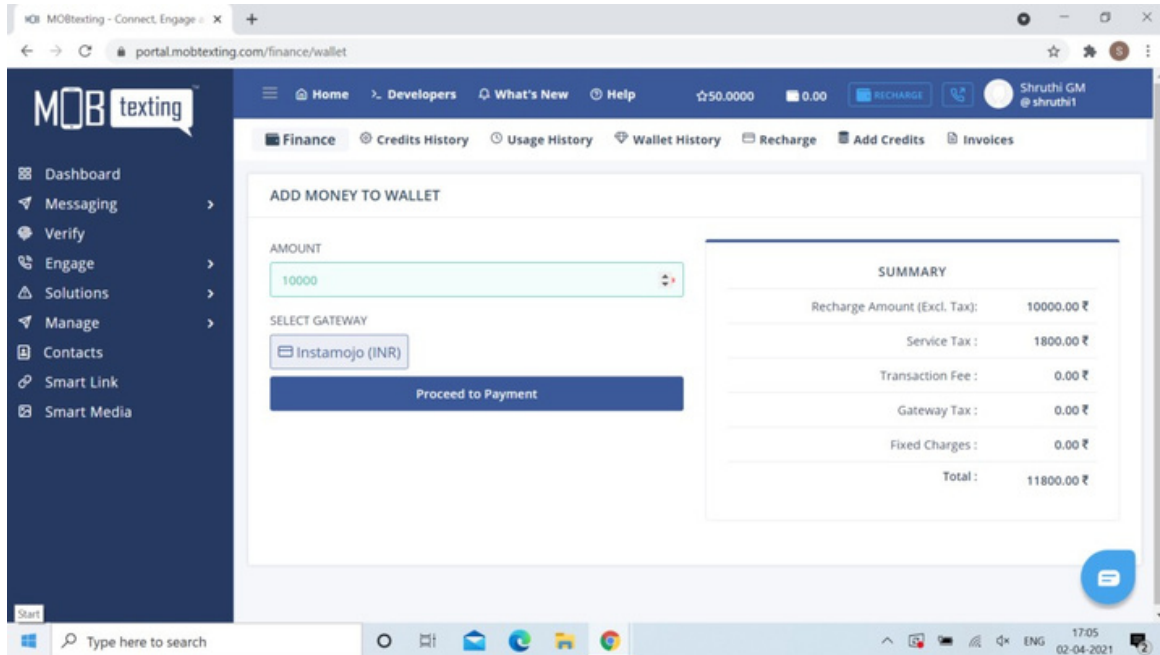 MOBtexting - Connect, Engage a
portal.mobtexting.com/finance/wallet
S
MOB texting
Home Developers What's New Help 50.0000 0.00 RECHARGE Shruthi GM
@ shruthi1
Finance Credits History Usage History Wallet History Recharge Add Credits Invoices
Dashboard
Messaging
Verify
Engage
Solutions
Manage
Contacts
Smart Link
Smart Media
ADD MONEY TO WALLET
AMOUNT
10000
SELECT GATEWAY
Instamojo (INR)
Proceed to Payment
SUMMARY
Recharge Amount (Excl. Tax): 10000.00 ₹
Service Tax : 1800.00 ₹
Transaction Fee : 0.00 ₹
Gateway Tax : 0.00 ₹
Fixed Charges : 0.00 ₹
Total : 11800.00 ₹
Start
Type here to search
ENG
17:05
02-04-2021
2